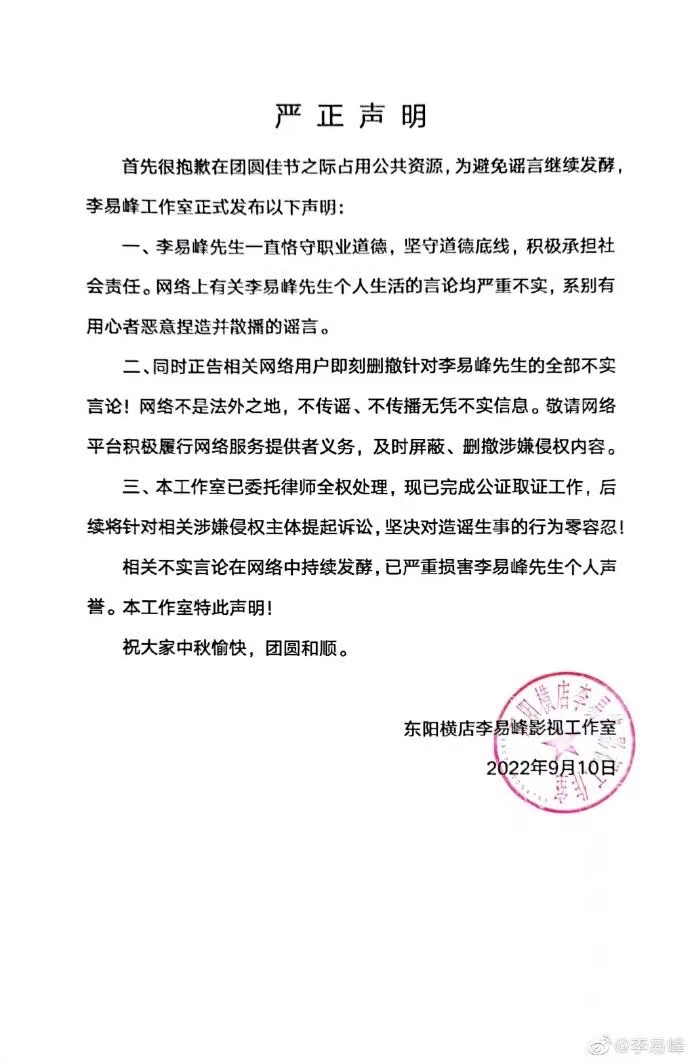 严正声明
首先很抱歉在团圆佳节之际占用公共资源，为避免谣言继续发酵，
李易峰工作室正式发布以下声明：
一、李易峰先生一直恪守职业道德，坚守道德底线，积极承担社
会责任。网络上有关李易峰先生个人生活的言论均严重不实，系别有
用心者恶意捏造并散播的谣言。
二、同时正告相关网络用户即刻删撤针对李易峰先生的全部不实
言论！网络不是法外之地，不传谣、不传播无凭不实信息。敬请网络
平台积极履行网络服务提供者义务，及时屏蔽、删撤涉嫌侵权内容。
三、本工作室已委托律师全权处理，现已完成公证取证工作，后
续将针对相关涉嫌侵权主体提起诉讼，坚决对造谣生事的行为零容忍！
相关不实言论在网络中持续发酵，已严重损害李易峰先生个人声
誉。本工作室特此声明！
祝大家中秋愉快，团圆和顺。
东阳横店李易峰影视工作室
2022年9月10日
@李易峰